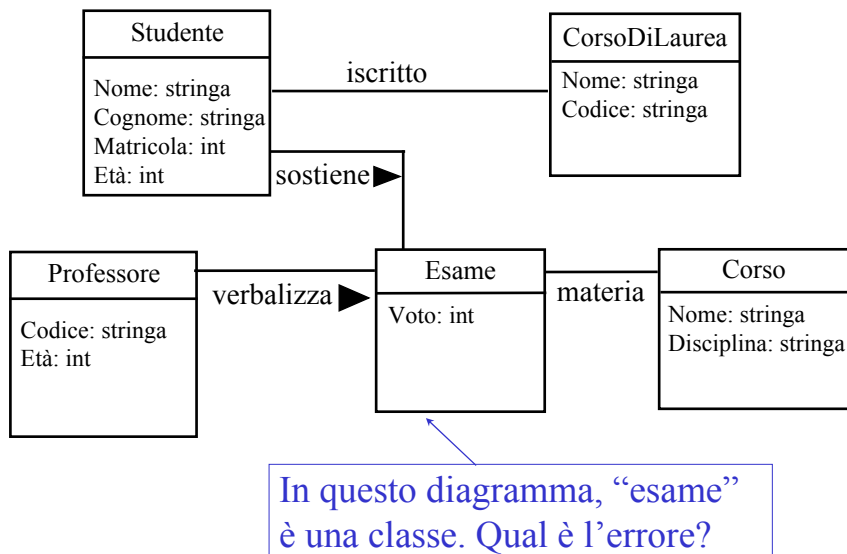 Studente
Nome: stringa
Cognome: stringa
Matricola: int
Età: int
iscritto
CorsoDiLaurea
Nome: stringa
Codice: stringa
sostiene
Professore
Codice: stringa
Età: int
verbalizza
Esame
Voto: int
materia
Corso
Nome: stringa
Disciplina: stringa
In questo diagramma, “esame”
è una classe. Qual è l’errore?